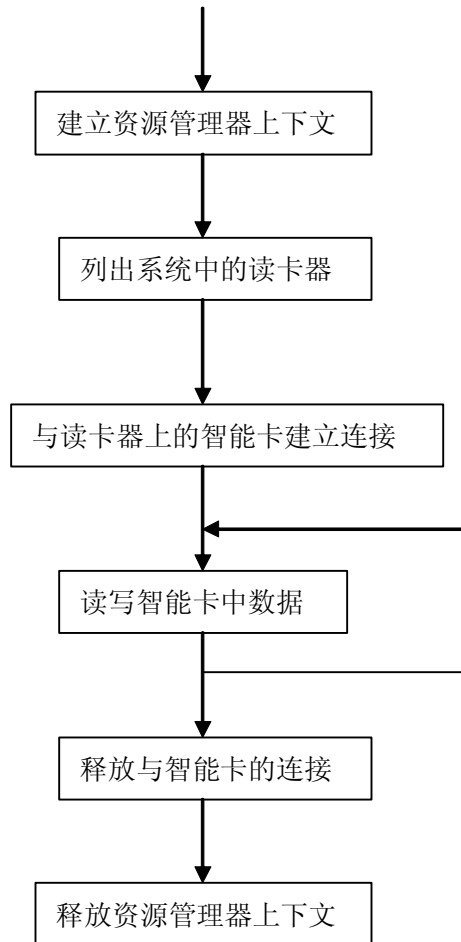 建立资源管理器上下文
列出系统中的读卡器
与读卡器上的智能卡建立连接
读写智能卡中数据
释放与智能卡的连接
释放资源管理器上下文